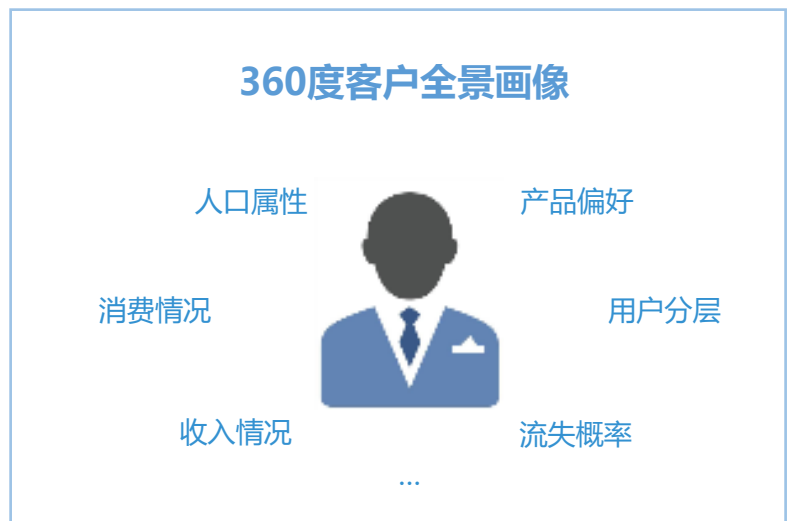 360度客户全景画像
人口属性
产品偏好
消费情况
用户分层
收入情况
流失概率
...